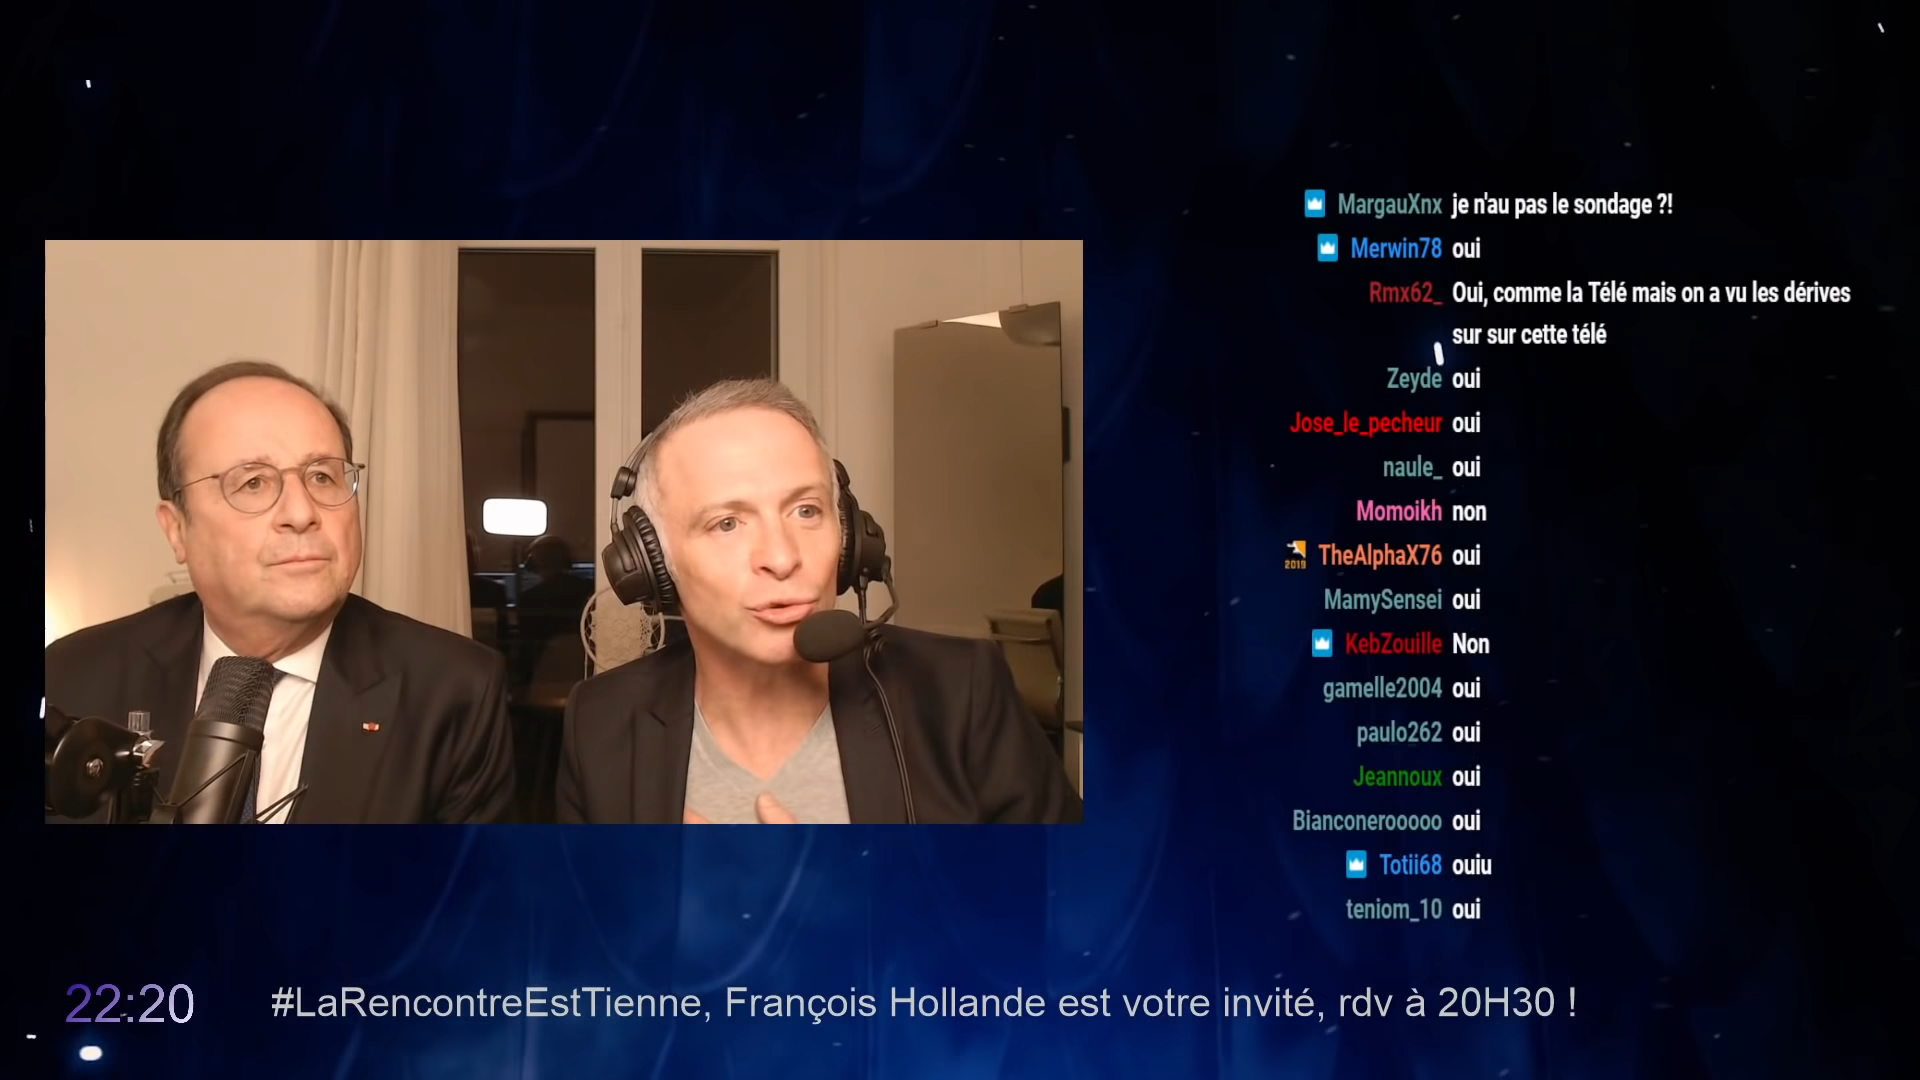 MargauXnx je n'au pas le sondage ?!
Merwin78 oui
Rmx62_ Oui, comme la Télé mais on a vu les dérives
sur sur cette télé
Zeyde oui
Jose_le_pecheur oui
naule_ oui
Momoikh non
2019 TheAlphaX76 oui
MamySensei oui
KebZouille Non
gamelle2004 oui
paulo262 oui
Jeannoux oui
Bianconerooooo oui
Totii68 ouiu
teniom_10 oui
22:20 #LaRencontreEstTienne, François Hollande est votre invité, rdv à 20H30 !